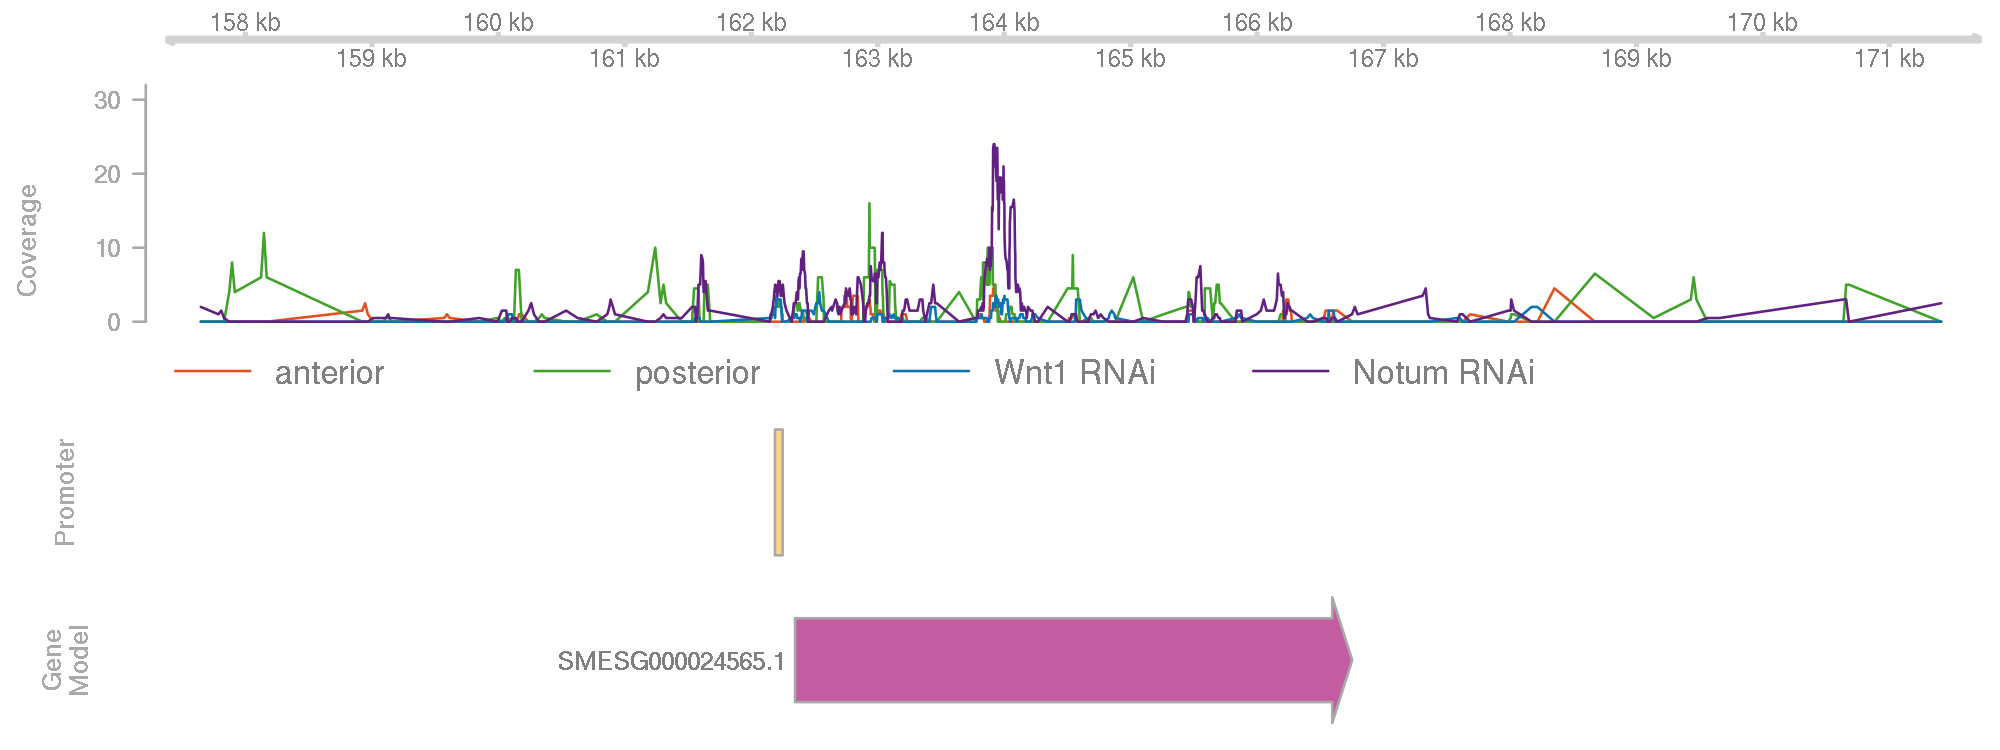 158 kb 160 kb 162 kb 164 kb 166 kb 168 kb 170 kb
159 kb 161 kb 163 kb 165 kb 167 kb 169 kb 171 kb
Coverage
30
20
10
0
anterior posterior Wnt1 RNAi Notum RNAi
Promoter
Gene
Model
SMESG000024565.1